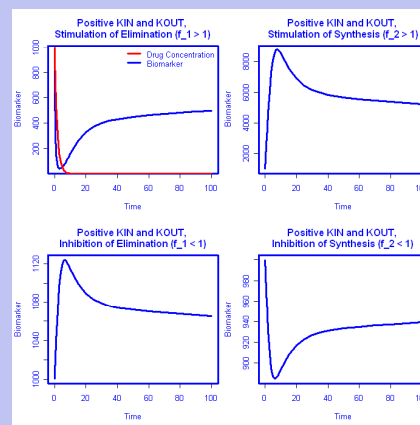 Positive KIN and KOUT,
Stimulation of Elimination (f_1 > 1)
Drug Concentration
Biomarker
Biomarker
200 400 600 800 1000
0 20 40 60 80 100
Time
Positive KIN and KOUT,
Stimulation of Synthesis (f_2 > 1)
Biomarker
2000 4000 6000 8000
0 20 40 60 80 100
Time
Positive KIN and KOUT,
Inhibition of Elimination (f_1 < 1)
Biomarker
1000 1040 1080 1120
0 20 40 60 80 100
Time
Positive KIN and KOUT,
Inhibition of Synthesis (f_2 < 1)
Biomarker
900 920 940 960 980
0 20 40 60 80 100
Time